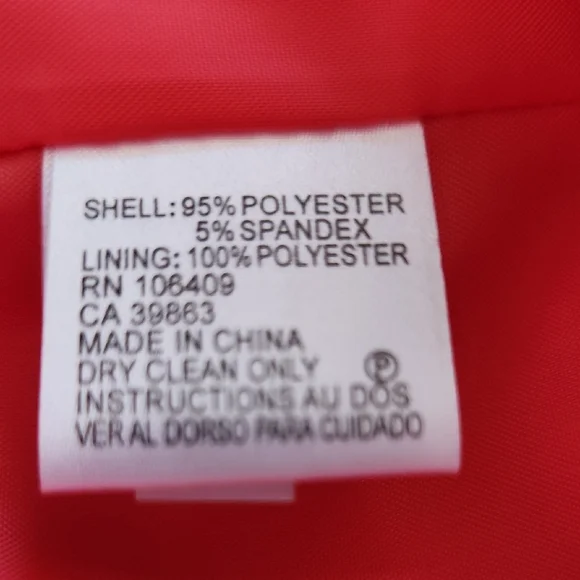 SHELL: 95% POLYESTER
5% SPANDEX
LINING: 100% POLYESTER
RN 106409
CA 39863
MADE IN CHINA
DRY CLEAN ONLY P
INSTRUCTIONS AU DOS
VER AL DORSO PARA CUIDADO